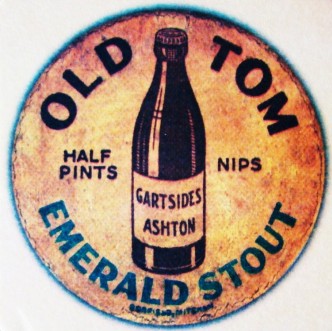 OLD TOM
HALF
PINTS
NIPS
GARTSIDES
ASHTON
EMERALD STOUT